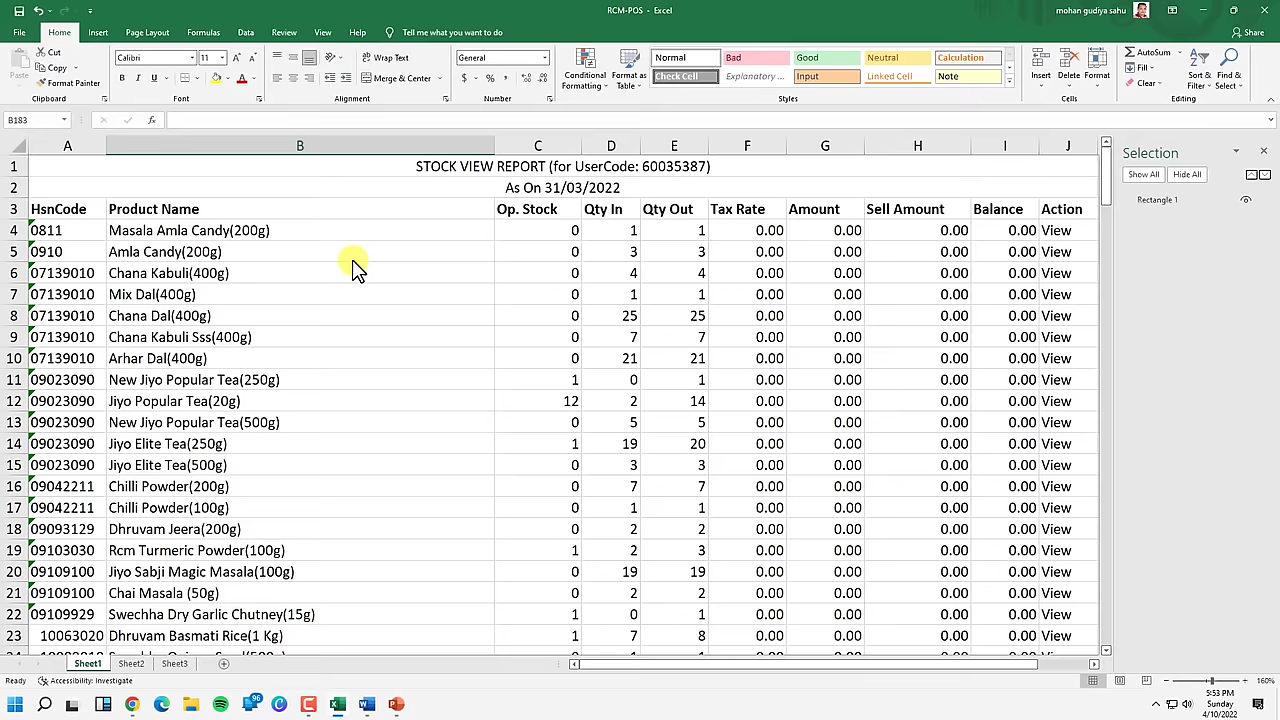 RCM-POS - Excel
mohan gudiya sahu
File Home Insert Page Layout Formulas Data Review View Help Tell me what you want to do Share
Paste Cut Copy Format Painter Clipboard
Calibri 11 B I U A Font
Wrap Text Merge & Center Alignment
General $ % , Number
Conditional Formatting Format as Table
Normal Bad Good Neutral Calculation
Check Cell Explanatory ... Input Linked Cell Note
Styles
Insert Delete Format Cells
AutoSum Fill Clear Sort & Filter Find & Select Editing
B183 fx
A B C D E F G H I J
1 STOCK VIEW REPORT (for UserCode: 60035387)
2 As On 31/03/2022
3 HsnCode Product Name Op. Stock Qty In Qty Out Tax Rate Amount Sell Amount Balance Action
4 0811 Masala Amla Candy(200g) 0 1 1 0.00 0.00 0.00 0.00 View
5 0910 Amla Candy(200g) 0 3 3 0.00 0.00 0.00 0.00 View
6 07139010 Chana Kabuli(400g) 0 4 4 0.00 0.00 0.00 0.00 View
7 07139010 Mix Dal(400g) 0 1 1 0.00 0.00 0.00 0.00 View
8 07139010 Chana Dal(400g) 0 25 25 0.00 0.00 0.00 0.00 View
9 07139010 Chana Kabuli Sss(400g) 0 7 7 0.00 0.00 0.00 0.00 View
10 07139010 Arhar Dal(400g) 0 21 21 0.00 0.00 0.00 0.00 View
11 09023090 New Jiyo Popular Tea(250g) 1 0 1 0.00 0.00 0.00 0.00 View
12 09023090 Jiyo Popular Tea(20g) 12 2 14 0.00 0.00 0.00 0.00 View
13 09023090 New Jiyo Popular Tea(500g) 0 5 5 0.00 0.00 0.00 0.00 View
14 09023090 Jiyo Elite Tea(250g) 1 19 20 0.00 0.00 0.00 0.00 View
15 09023090 Jiyo Elite Tea(500g) 0 3 3 0.00 0.00 0.00 0.00 View
16 09042211 Chilli Powder(200g) 0 7 7 0.00 0.00 0.00 0.00 View
17 09042211 Chilli Powder(100g) 0 1 1 0.00 0.00 0.00 0.00 View
18 09093129 Dhruvam Jeera(200g) 0 2 2 0.00 0.00 0.00 0.00 View
19 09103030 Rcm Turmeric Powder(100g) 1 2 3 0.00 0.00 0.00 0.00 View
20 09109100 Jiyo Sabji Magic Masala(100g) 0 19 19 0.00 0.00 0.00 0.00 View
21 09109100 Chai Masala (50g) 0 2 2 0.00 0.00 0.00 0.00 View
22 09109929 Swechha Dry Garlic Chutney(15g) 1 0 1 0.00 0.00 0.00 0.00 View
23 10063020 Dhruvam Basmati Rice(1 Kg) 1 7 8 0.00 0.00 0.00 0.00 View
Selection
Show All Hide All
Rectangle 1
Sheet1 Sheet2 Sheet3
Ready Accessibility: Investigate 160%
96
5:53 PM
Sunday
4/10/2022